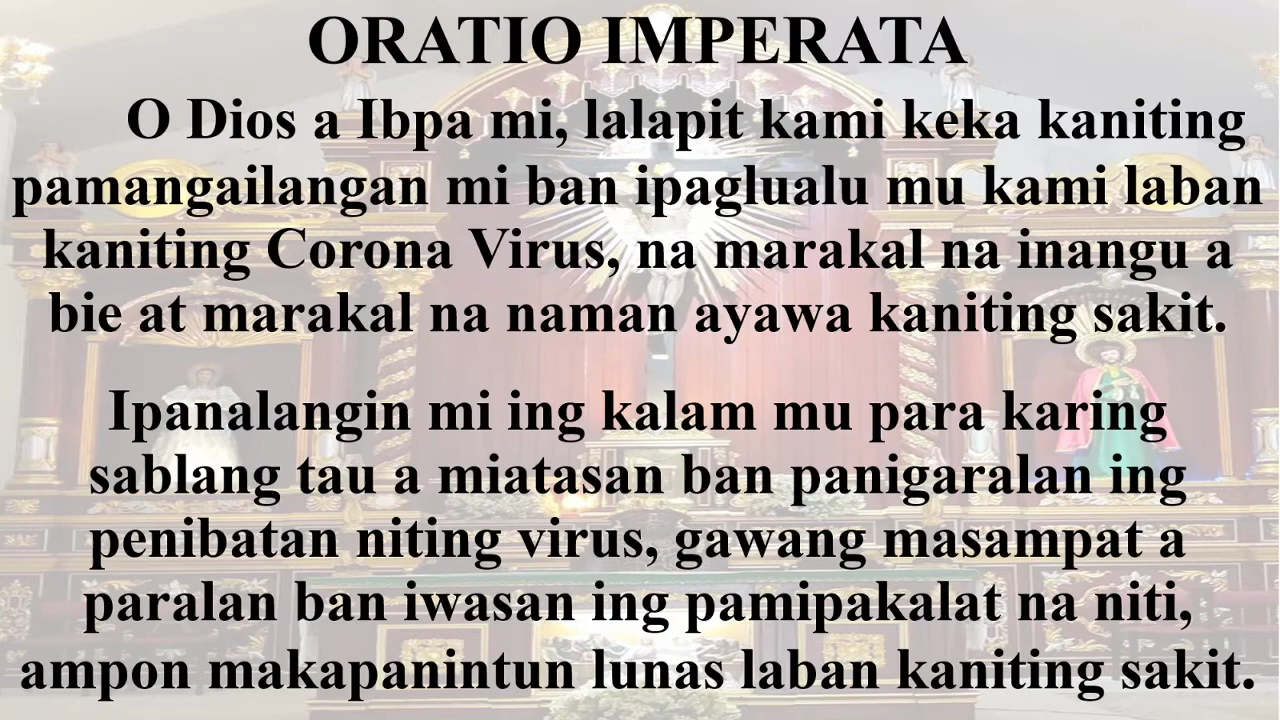 ORATIO IMPERATA
O Dios a Ibpa mi, lalapit kami keka kaniting
pamangailangan mi ban ipaglualu mu kami laban
kaniting Corona Virus, na marakal na inangu a
bie at marakal na naman ayawa kaniting sakit.
Ipanalangin mi ing kalam mu para karing
sablang tau a miatasan ban panigaralan ing
penibatan niting virus, gawang masampat a
paralan ban iwasan ing pamipakalat na niti,
ampon makapanintun lunas laban kaniting sakit.